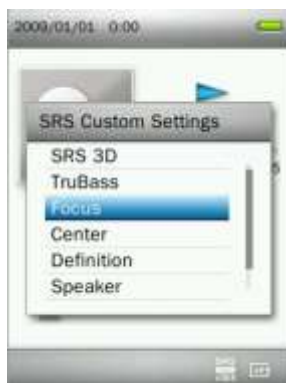 2009/01/01 0:00
SRS Custom Settings
SRS 3D
TruBass
Focus
Center
Definition
Speaker